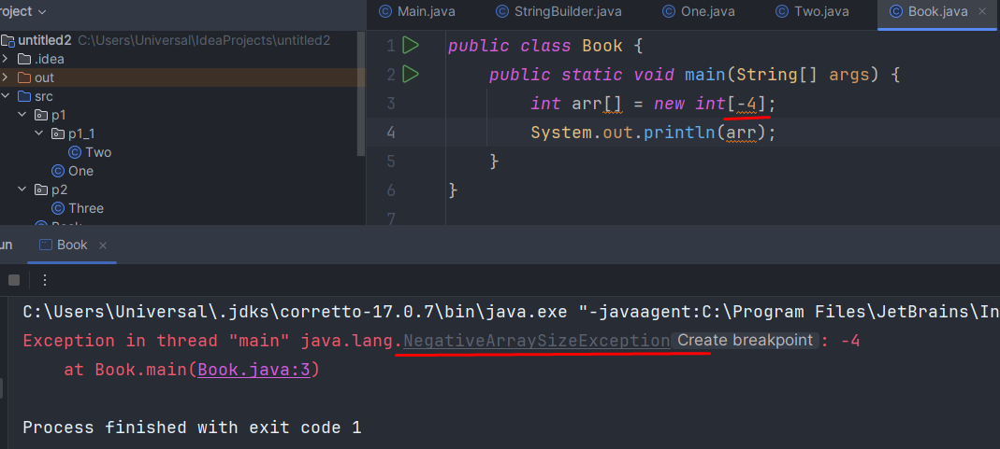 roject
Main.java StringBuilder.java One.java Two.java Book.java
untitled2 C:\Users\Universal\IdeaProjects\untitled2
.idea
out
src
p1
p1_1
Two
One
p2
Three
1 public class Book {
2 public static void main(String[] args) {
3 int arr[] = new int[-4];
4 System.out.println(arr);
5 }
6 }
7
un Book
C:\Users\Universal\.jdks\corretto-17.0.7\bin\java.exe "-javaagent:C:\Program Files\JetBrains\In
Exception in thread "main" java.lang.NegativeArraySizeException Create breakpoint : -4
at Book.main(Book.java:3)
Process finished with exit code 1